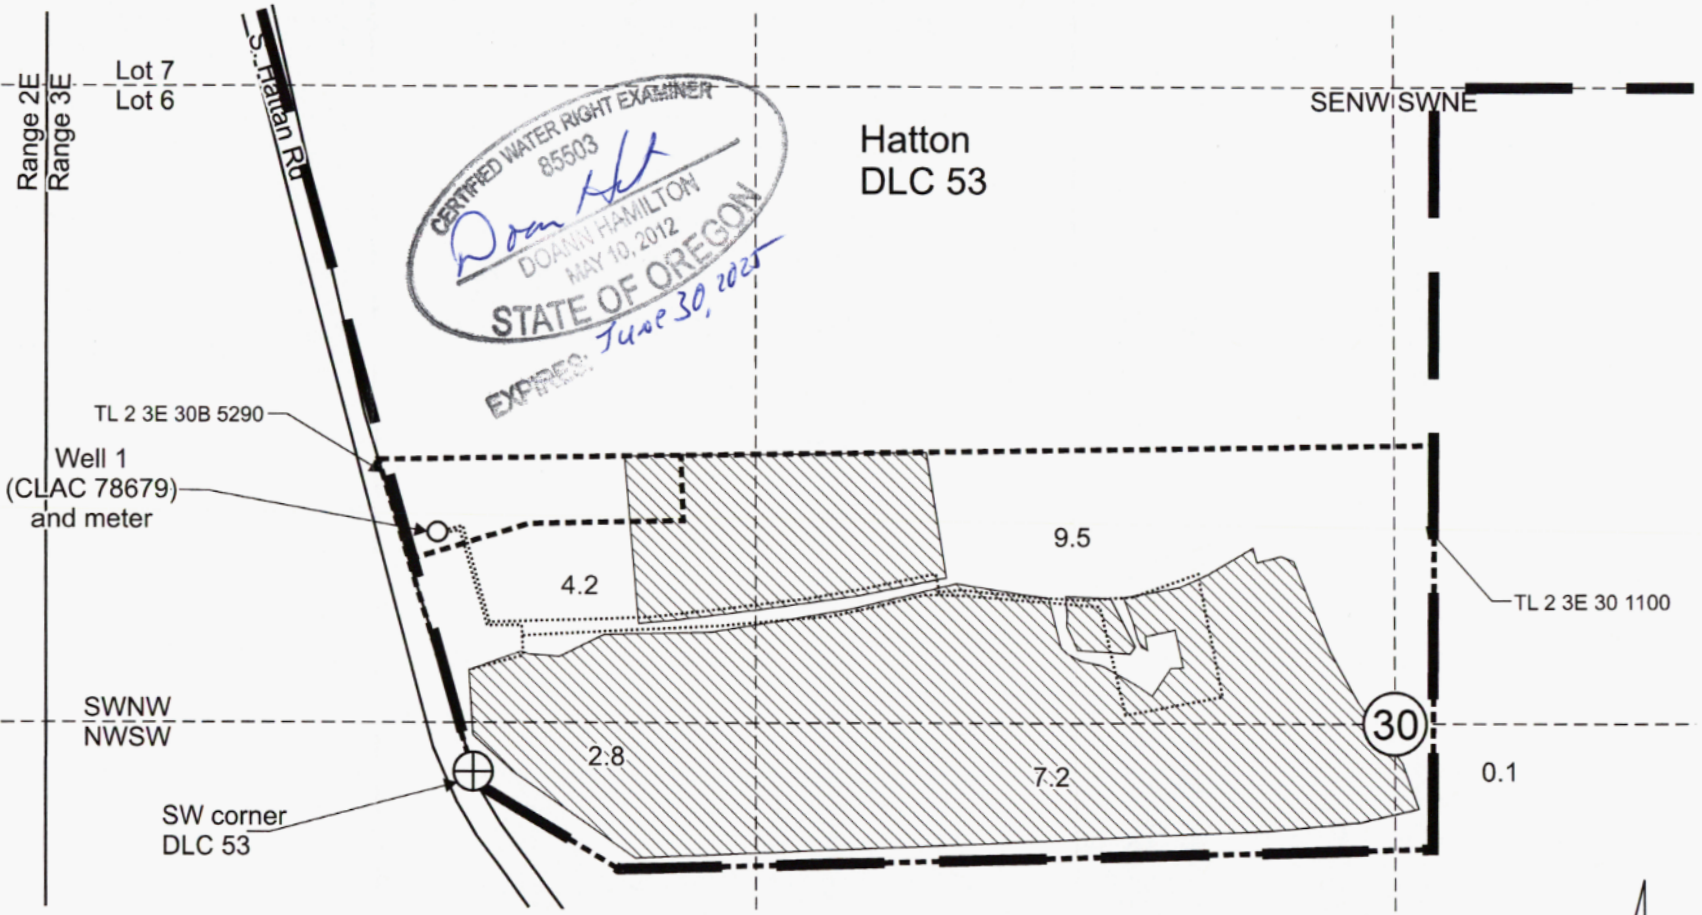 Range 2E
Range 3E
Lot 7
Lot 6
S. Hattan Rd
CERTIFIED WATER RIGHT EXAMINER
85503
DOANN HAMILTON
MAY 10, 2012
STATE OF OREGON
EXPIRES: June 30, 2025
Hatton
DLC 53
SENW SWNE
TL 2 3E 30B 5290
Well 1
(CLAC 78679)
and meter
9.5
4.2
TL 2 3E 30 1100
SWNW
NWSW
30
2.8
7.2
0.1
SW corner
DLC 53